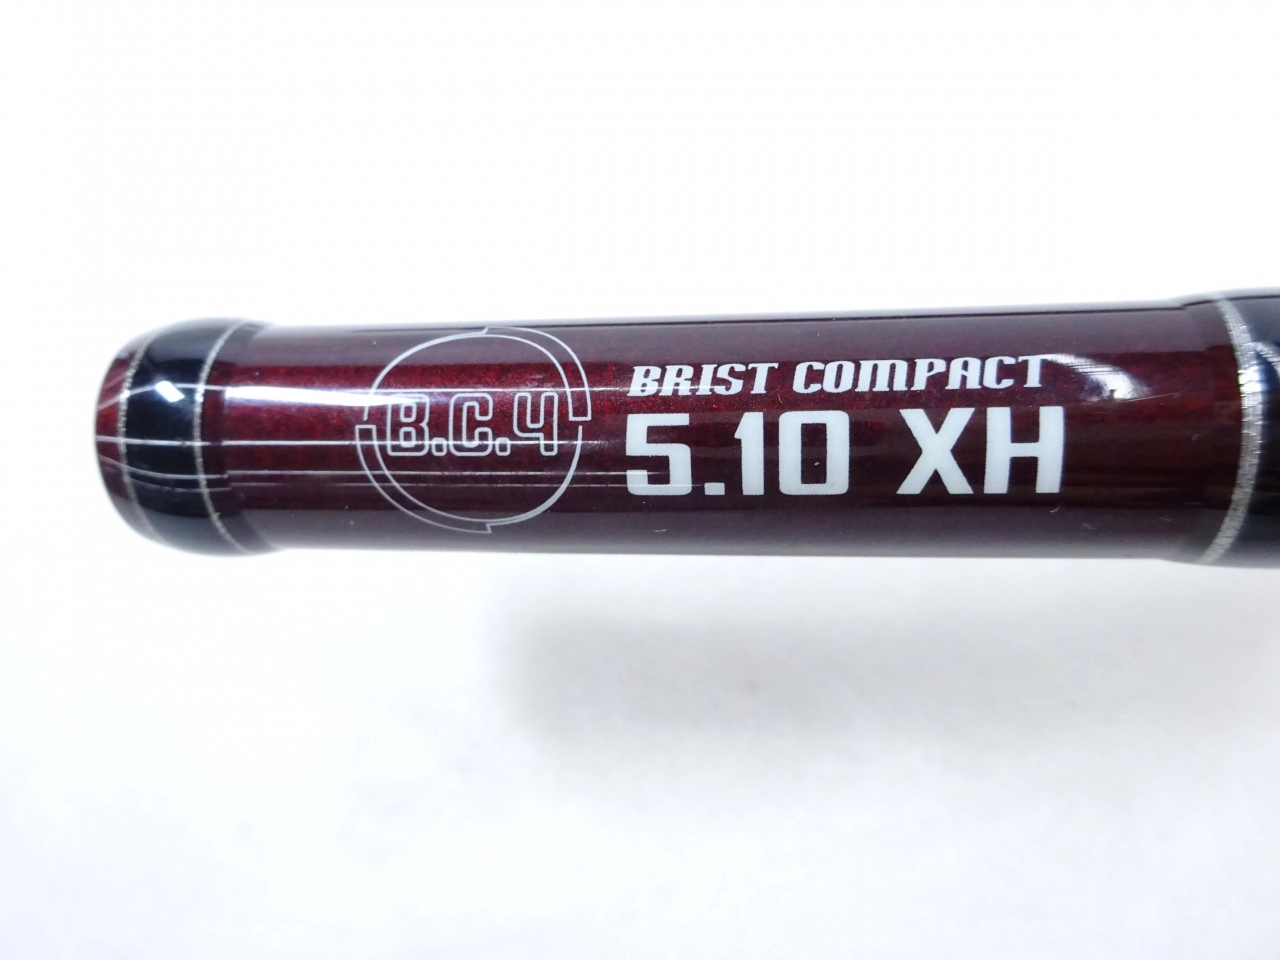 B.C.4
BRIST COMPACT
5.10 XH